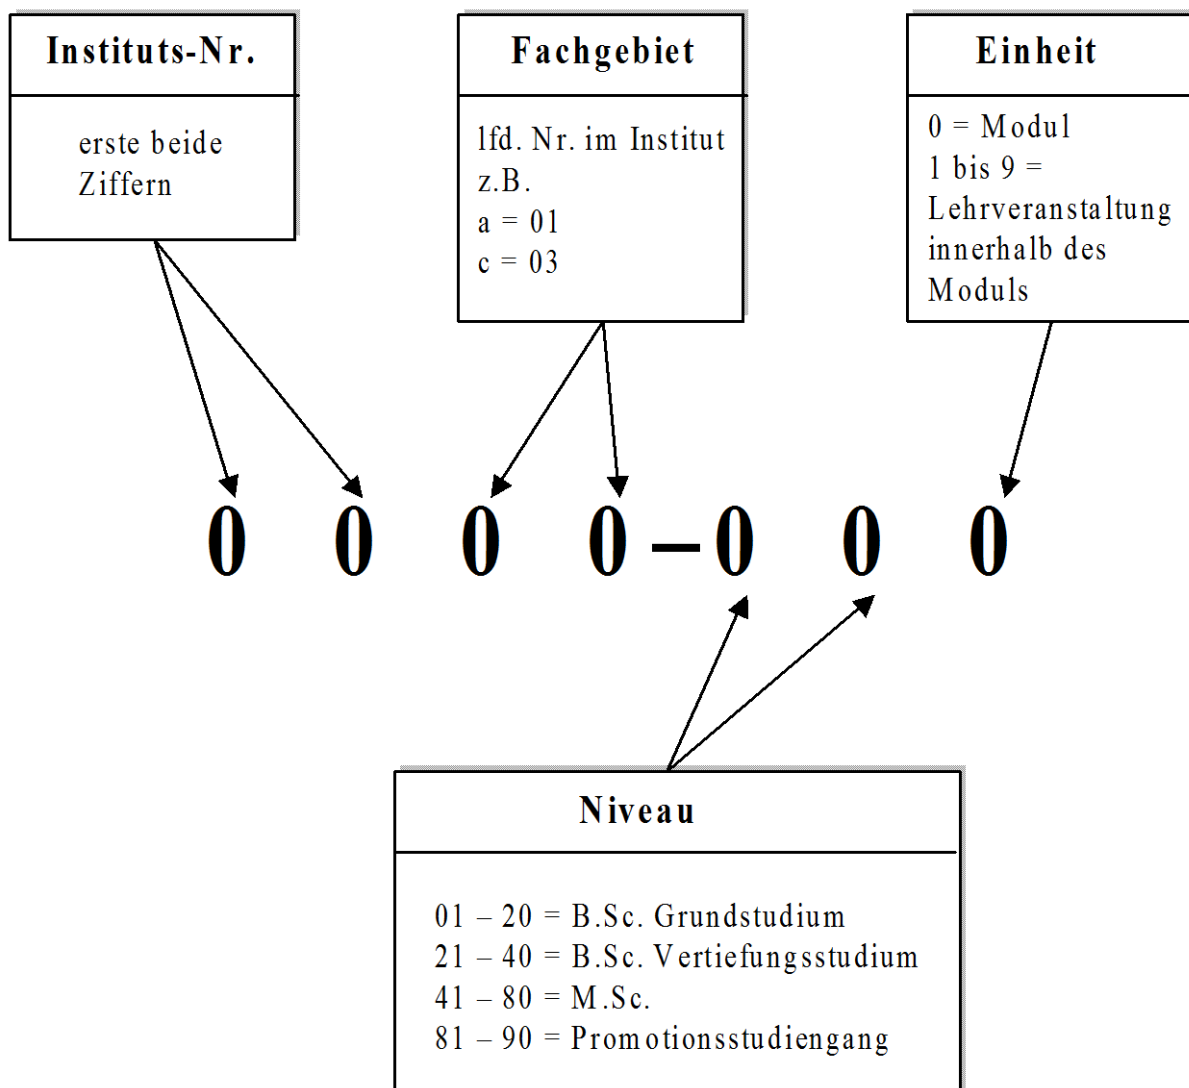 Instituts-Nr.
erste beide
Ziffern
Fachgebiet
lfd. Nr. im Institut
z.B.
a = 01
c = 03
Einheit
0 = Modul
1 bis 9 =
Lehrveranstaltung
innerhalb des
Moduls
0 0 0 0 – 0 0 0
Niveau
01 – 20 = B.Sc. Grundstudium
21 – 40 = B.Sc. Vertiefungsstudium
41 – 80 = M.Sc.
81 – 90 = Promotionsstudiengang